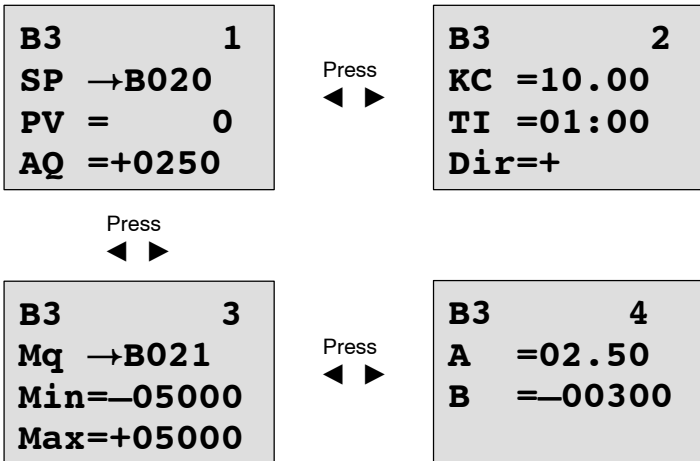 B3 1
SP →B020
PV = 0
AQ =+0250
Press
◄ ►
B3 2
KC =10.00
TI =01:00
Dir=+
Press
◄ ►
B3 3
Mq →B021
Min=–05000
Max=+05000
Press
◄ ►
B3 4
A =02.50
B =–00300